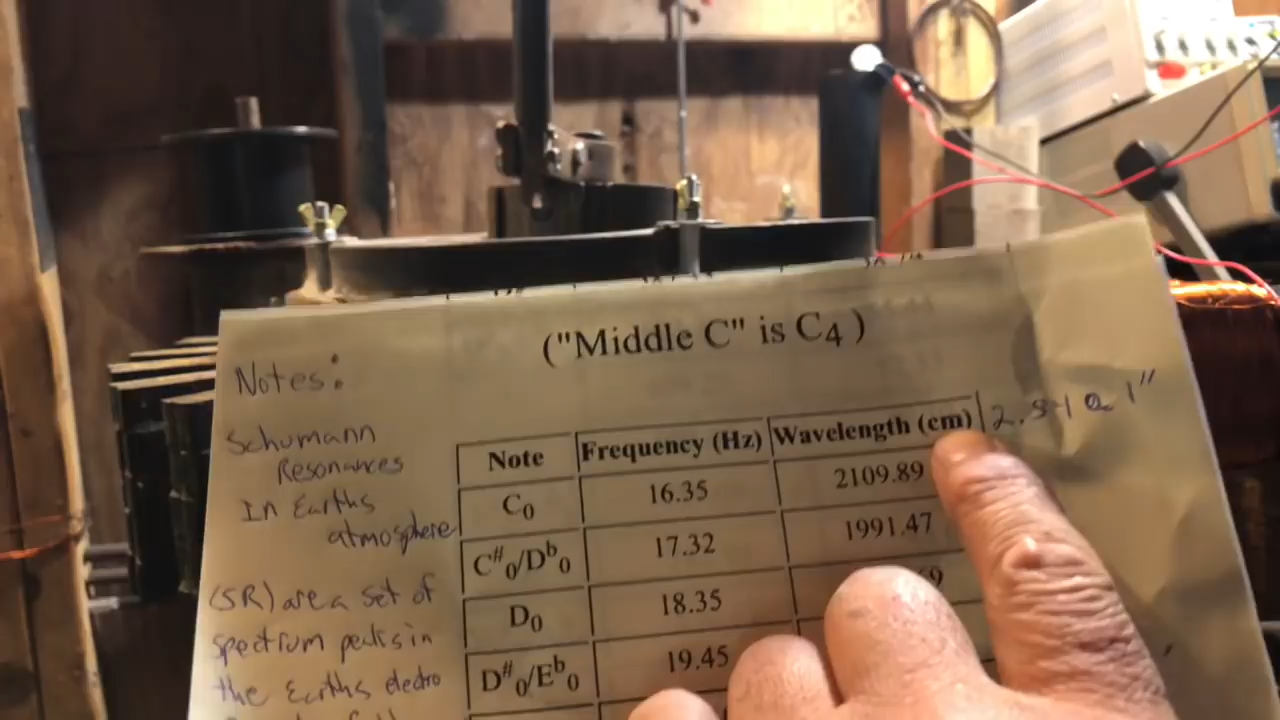 ("Middle C" is C4 )
Notes:
Schumann
Resonances
In Earths
atmosphere
(SR) are a set of
spectrum peaks in
the Earths electro
Note Frequency (Hz) Wavelength (cm)
C0 16.35 2109.89
C#0/Db0 17.32 1991.47
D0 18.35
D#0/Eb0 19.45